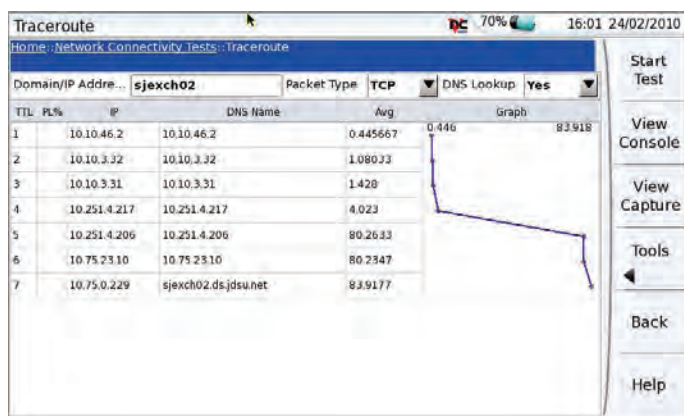 Traceroute
DC 70% 16:01 24/02/2010
Home::Network Connectivity Tests::Traceroute
Domain/IP Addre... sjexch02 Packet Type TCP DNS Lookup Yes
TTL PL% IP DNS Name Avg Graph
0.446 83.918
1 10.10.46.2 10.10.46.2 0.445667
2 10.10.3.32 10.10.3.32 1.08033
3 10.10.3.31 10.10.3.31 1.428
4 10.251.4.217 10.251.4.217 4.023
5 10.251.4.206 10.251.4.206 80.2633
6 10.75.23.10 10.75.23.10 80.2347
7 10.75.0.229 sjexch02.ds.jdsu.net 83.9177
Start
Test
View
Console
View
Capture
Tools
Back
Help